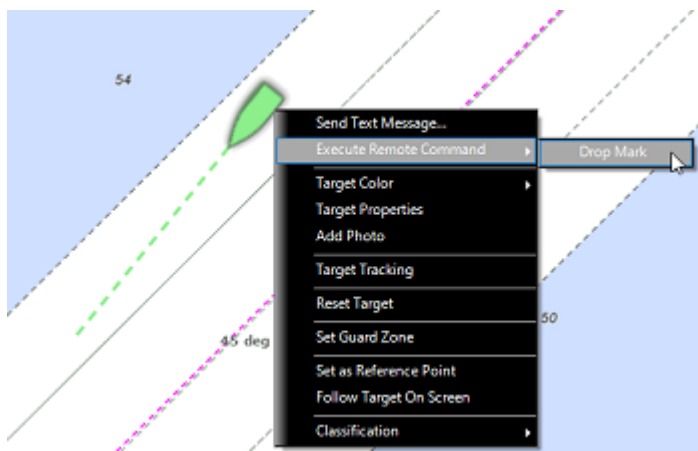 54
Send Text Message...
Execute Remote Command
Drop Mark
Target Color
Target Properties
Add Photo
Target Tracking
Reset Target
Set Guard Zone
50
45 deg
Set as Reference Point
Follow Target On Screen
Classification